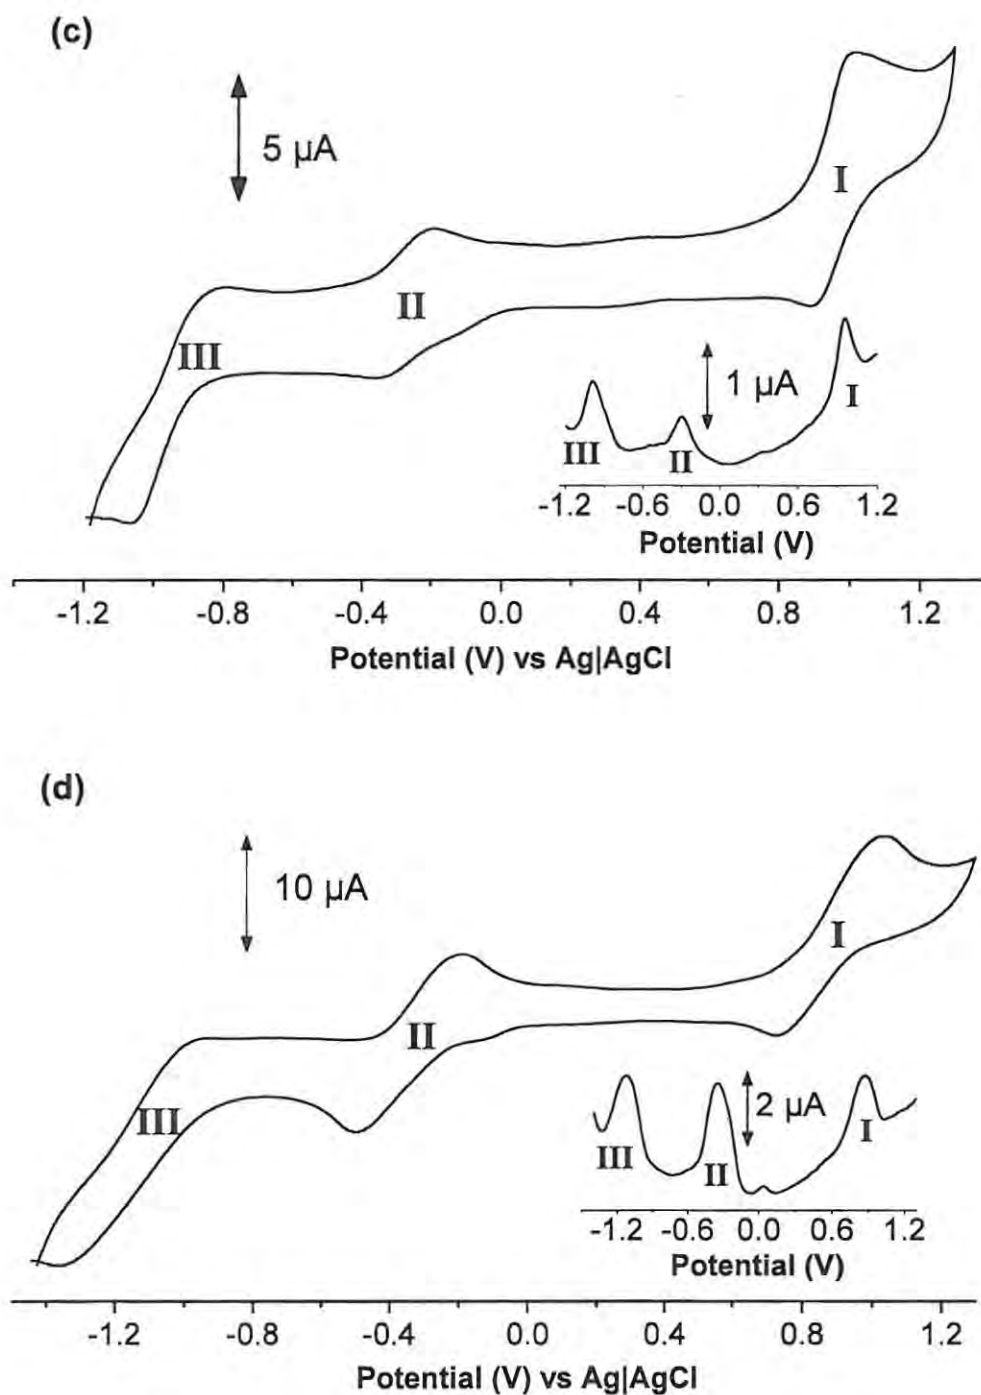 (c)
5 µA
I
II
III
1 µA
I
III
II
-1.2 -0.6 0.0 0.6 1.2
Potential (V)
-1.2 -0.8 -0.4 0.0 0.4 0.8 1.2
Potential (V) vs Ag|AgCl
(d)
10 µA
I
II
III
2 µA
I
III
II
-1.2 -0.6 0.0 0.6 1.2
Potential (V)
-1.2 -0.8 -0.4 0.0 0.4 0.8 1.2
Potential (V) vs Ag|AgCl